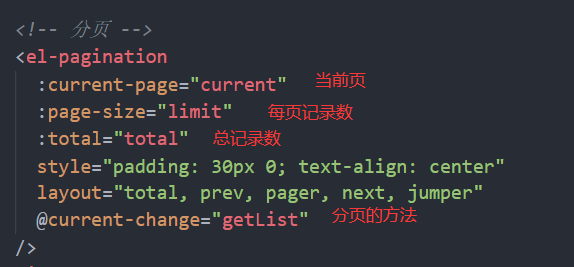 <!-- 分页 -->
<el-pagination
:current-page="current" 当前页
:page-size="limit" 每页记录数
:total="total" 总记录数
style="padding: 30px 0; text-align: center"
layout="total, prev, pager, next, jumper"
@current-change="getList" 分页的方法
/>